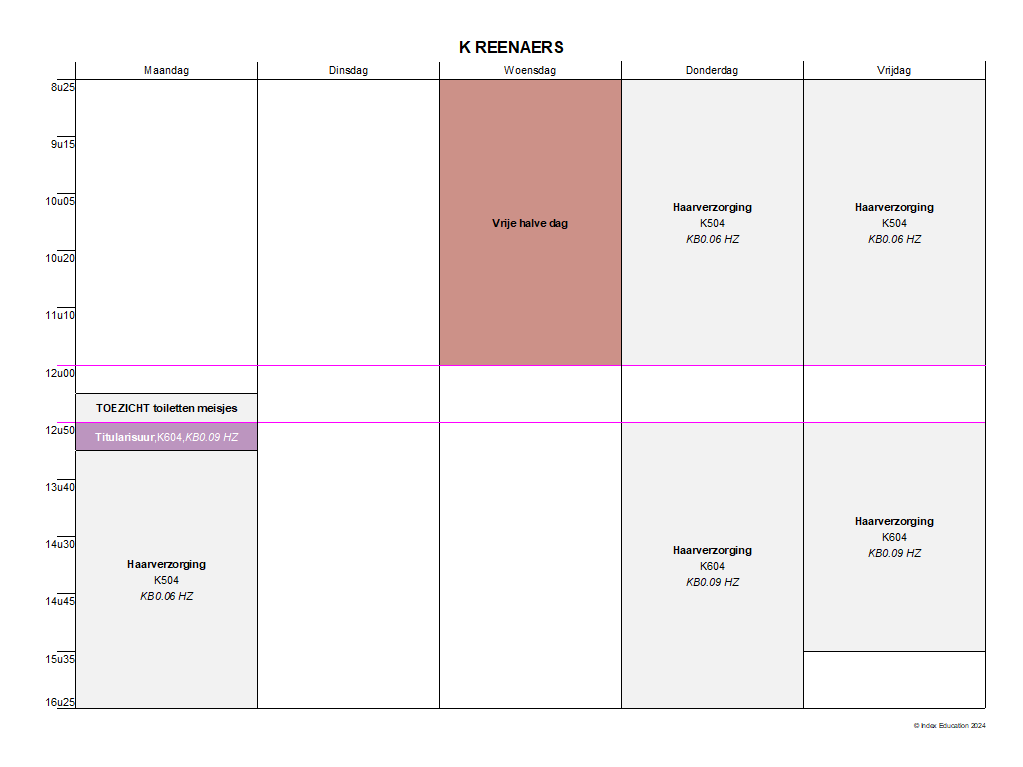 K REENAERS
Maandag Dinsdag Woensdag Donderdag Vrijdag
8u25
9u15
10u05
10u20
11u10
12u00
12u50
13u40
14u30
14u45
15u35
16u25
TOEZICHT toiletten meisjes
Titularisuur,K604,KB0.09 HZ
Haarverzorging
K504
KB0.06 HZ
Vrije halve dag
Haarverzorging
K504
KB0.06 HZ
Haarverzorging
K604
KB0.09 HZ
Haarverzorging
K504
KB0.06 HZ
Haarverzorging
K604
KB0.09 HZ
© Index Education 2024